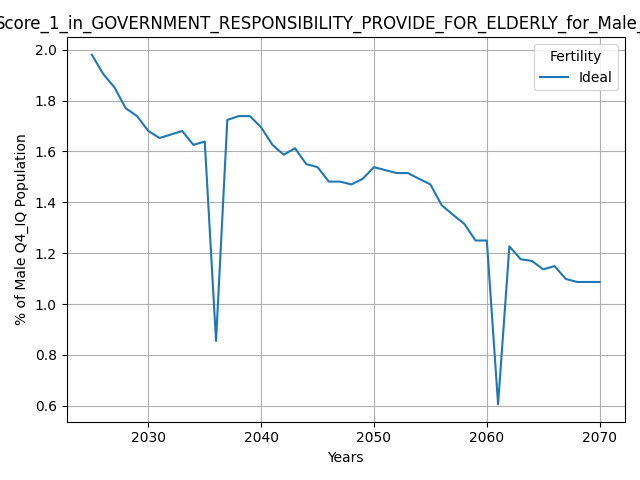 Score_1_in_GOVERNMENT_RESPONSIBILITY_PROVIDE_FOR_ELDERLY_for_Male_
Fertility
Ideal
% of Male Q4_IQ Population
2.0
1.8
1.6
1.4
1.2
1.0
0.8
0.6
2030
2040
2050
2060
2070
Years